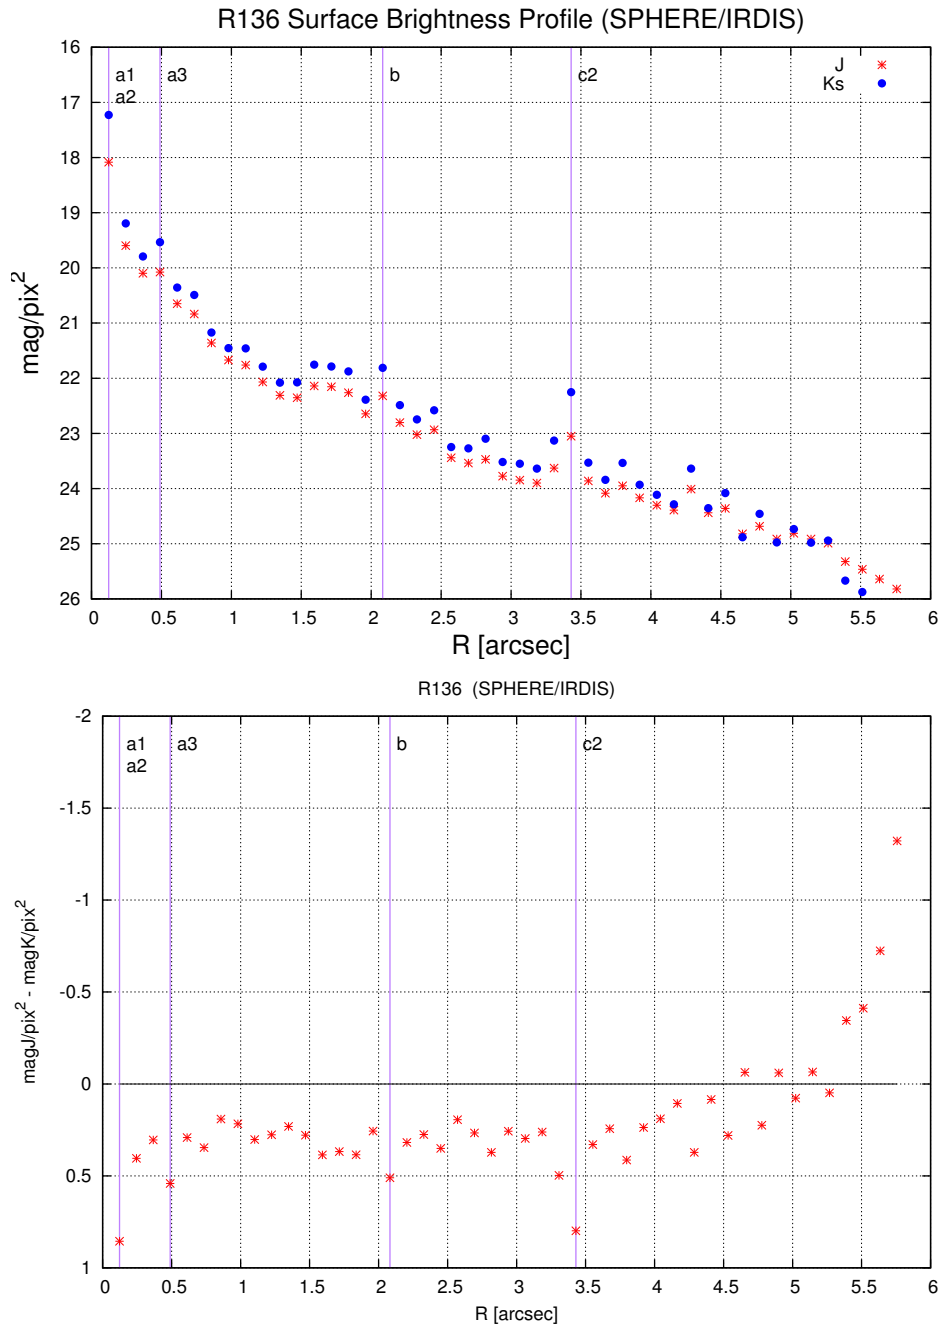 R136 Surface Brightness Profile (SPHERE/IRDIS)
16
17
18
19
20
21
22
23
24
25
26
mag/pix²
a1
a2
a3
b
c2
J
Ks
0 0.5 1 1.5 2 2.5 3 3.5 4 4.5 5 5.5 6
R [arcsec]
R136 (SPHERE/IRDIS)
-2
-1.5
-1
-0.5
0
0.5
1
magJ/pix² - magK/pix²
a1
a2
a3
b
c2
0 0.5 1 1.5 2 2.5 3 3.5 4 4.5 5 5.5 6
R [arcsec]